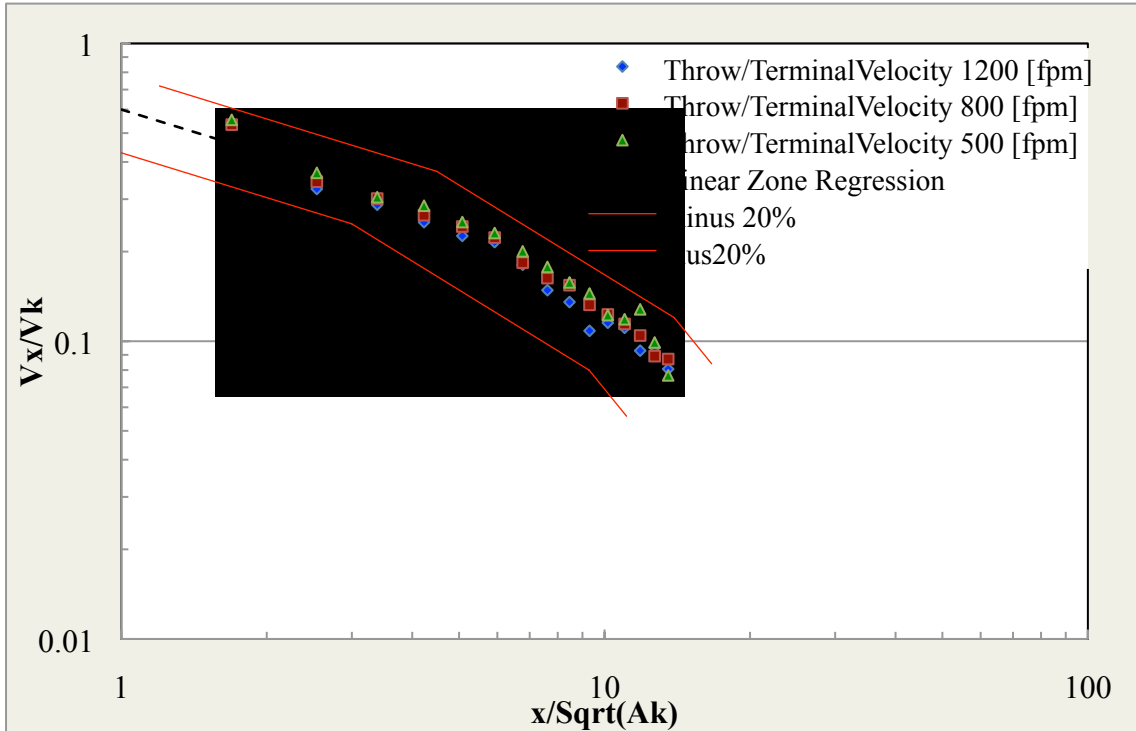 1
Throw/TerminalVelocity 1200 [fpm]
Throw/TerminalVelocity 800 [fpm]
Throw/TerminalVelocity 500 [fpm]
Linear Zone Regression
inus 20%
us20%
Vx/Vk
0.1
0.01
1
10
100
x/Sqrt(Ak)